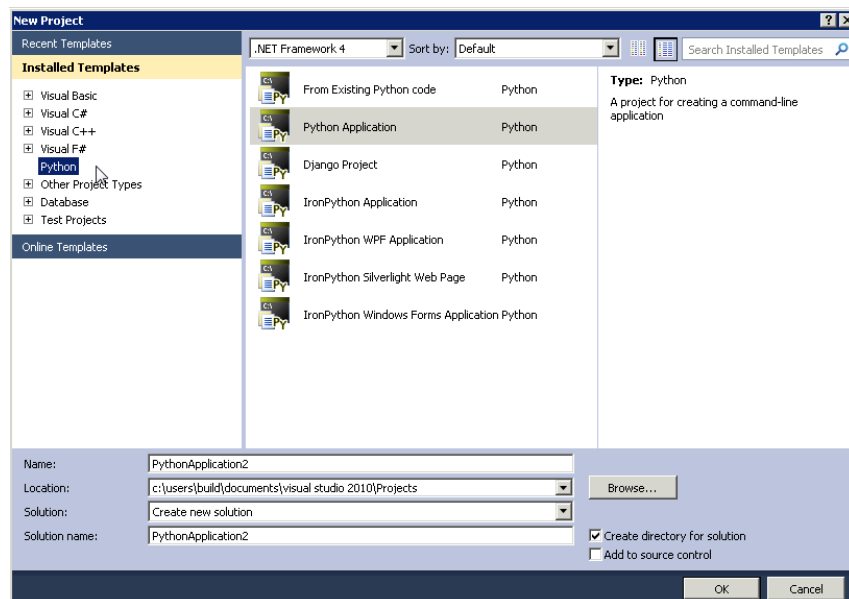 New Project
Recent Templates
Installed Templates
Visual Basic
Visual C#
Visual C++
Visual F#
Python
Other Project Types
Database
Test Projects
Online Templates
.NET Framework 4 Sort by: Default Search Installed Templates
From Existing Python code Python
Python Application Python
Django Project Python
IronPython Application Python
IronPython WPF Application Python
IronPython Silverlight Web Page Python
IronPython Windows Forms Application Python
Type: Python
A project for creating a command-line
application
Name: PythonApplication2
Location: c:\users\build\documents\visual studio 2010\Projects Browse...
Solution: Create new solution
Solution name: PythonApplication2
Create directory for solution
Add to source control
OK Cancel